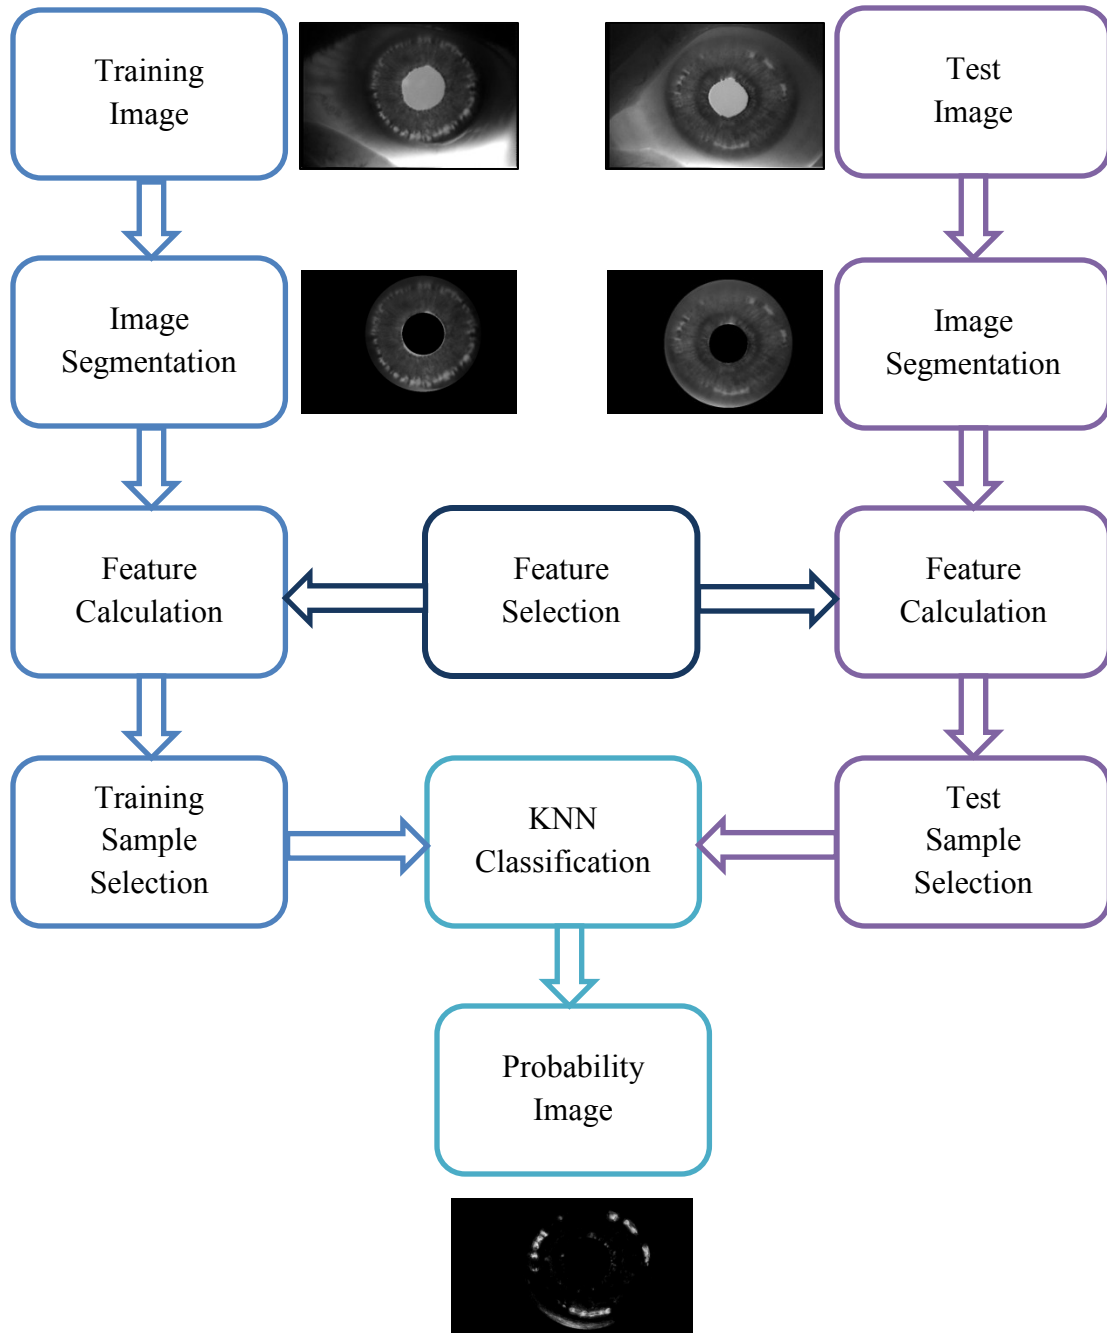 Training
Image
Test
Image
Image
Segmentation
Image
Segmentation
Feature
Calculation
Feature
Selection
Feature
Calculation
Training
Sample
Selection
KNN
Classification
Test
Sample
Selection
Probability
Image